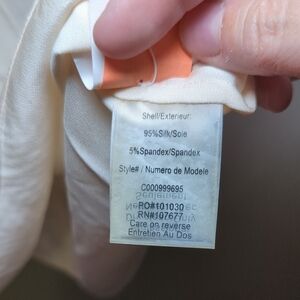 Shell/Exterieur:
95%Silk/Soie
5%Spandex/Spandex
Style# / Numero de Modele
C000999695
PO#101030
RN#107677
Care on reverse
Entretien Au Dos